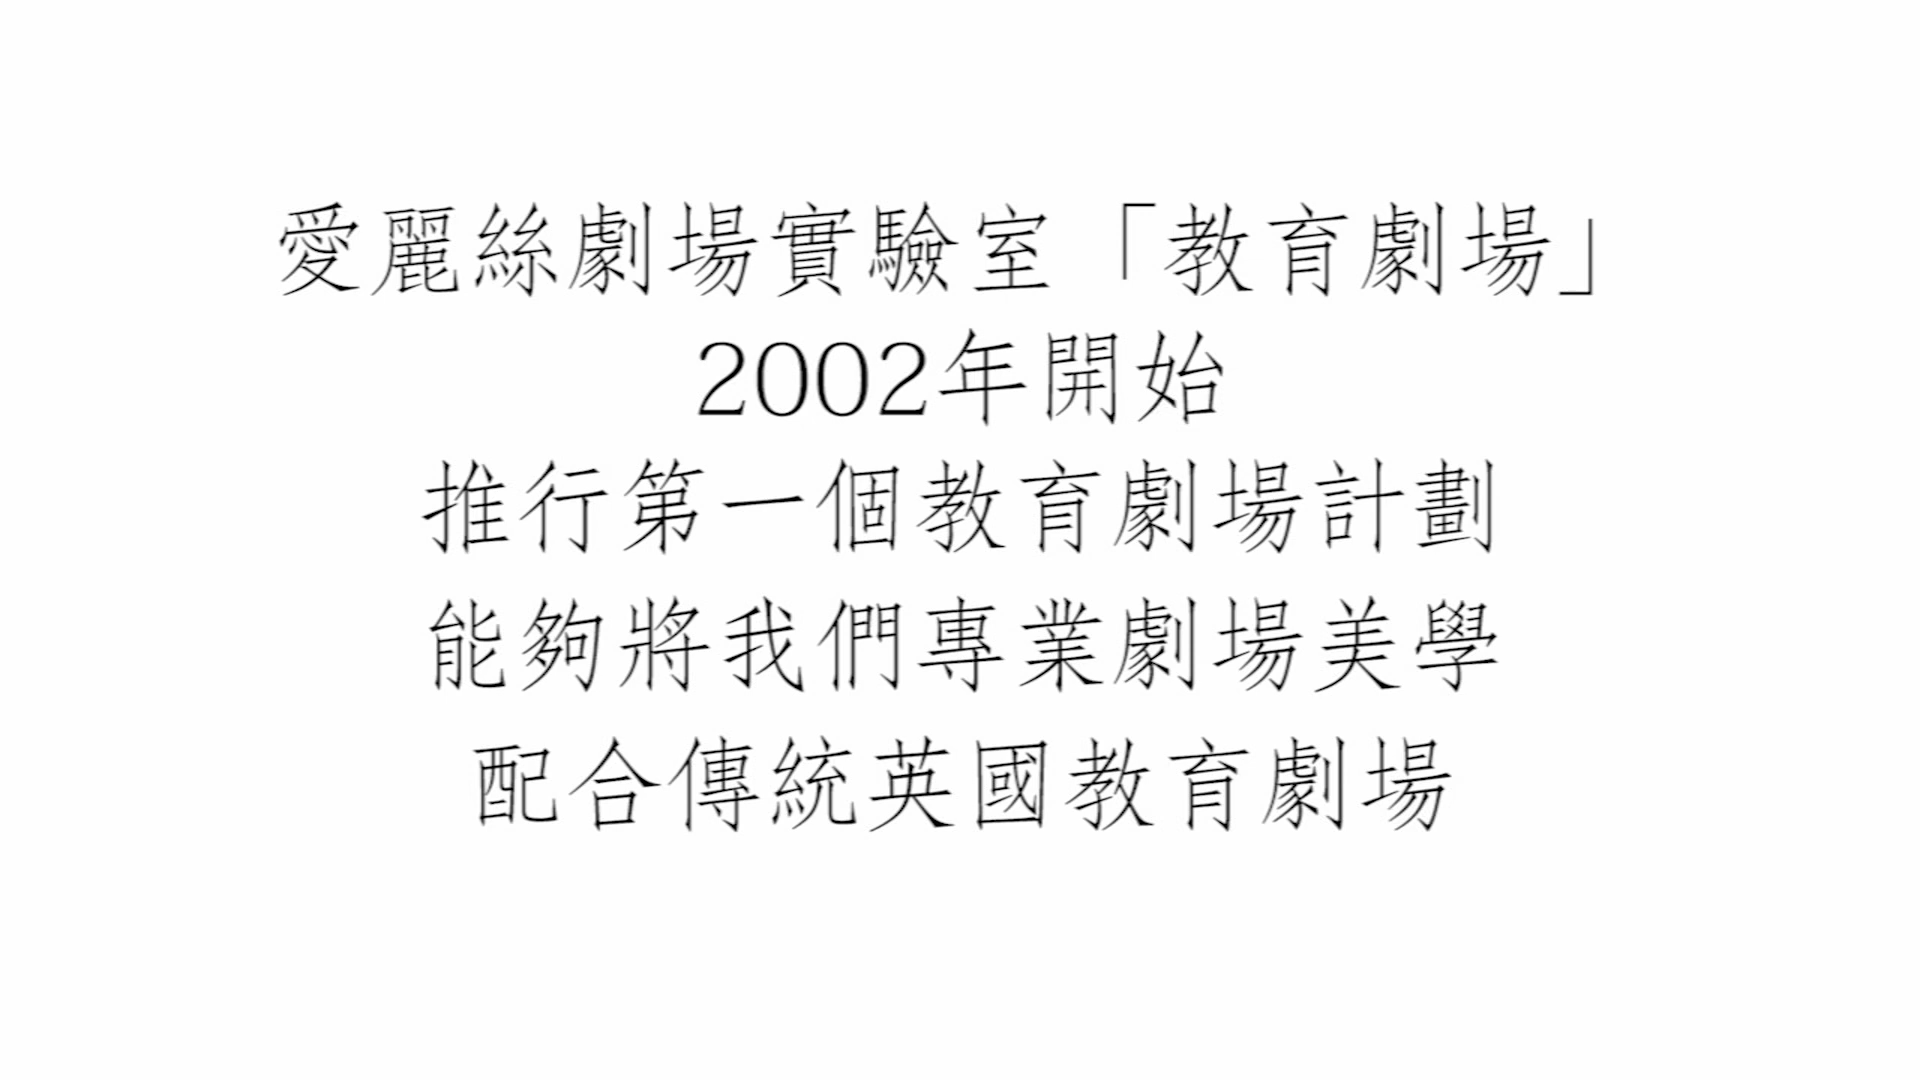 愛麗絲劇場實驗室「教育劇場」
2002年開始
推行第一個教育劇場計劃
能夠將我們專業劇場美學
配合傳統英國教育劇場